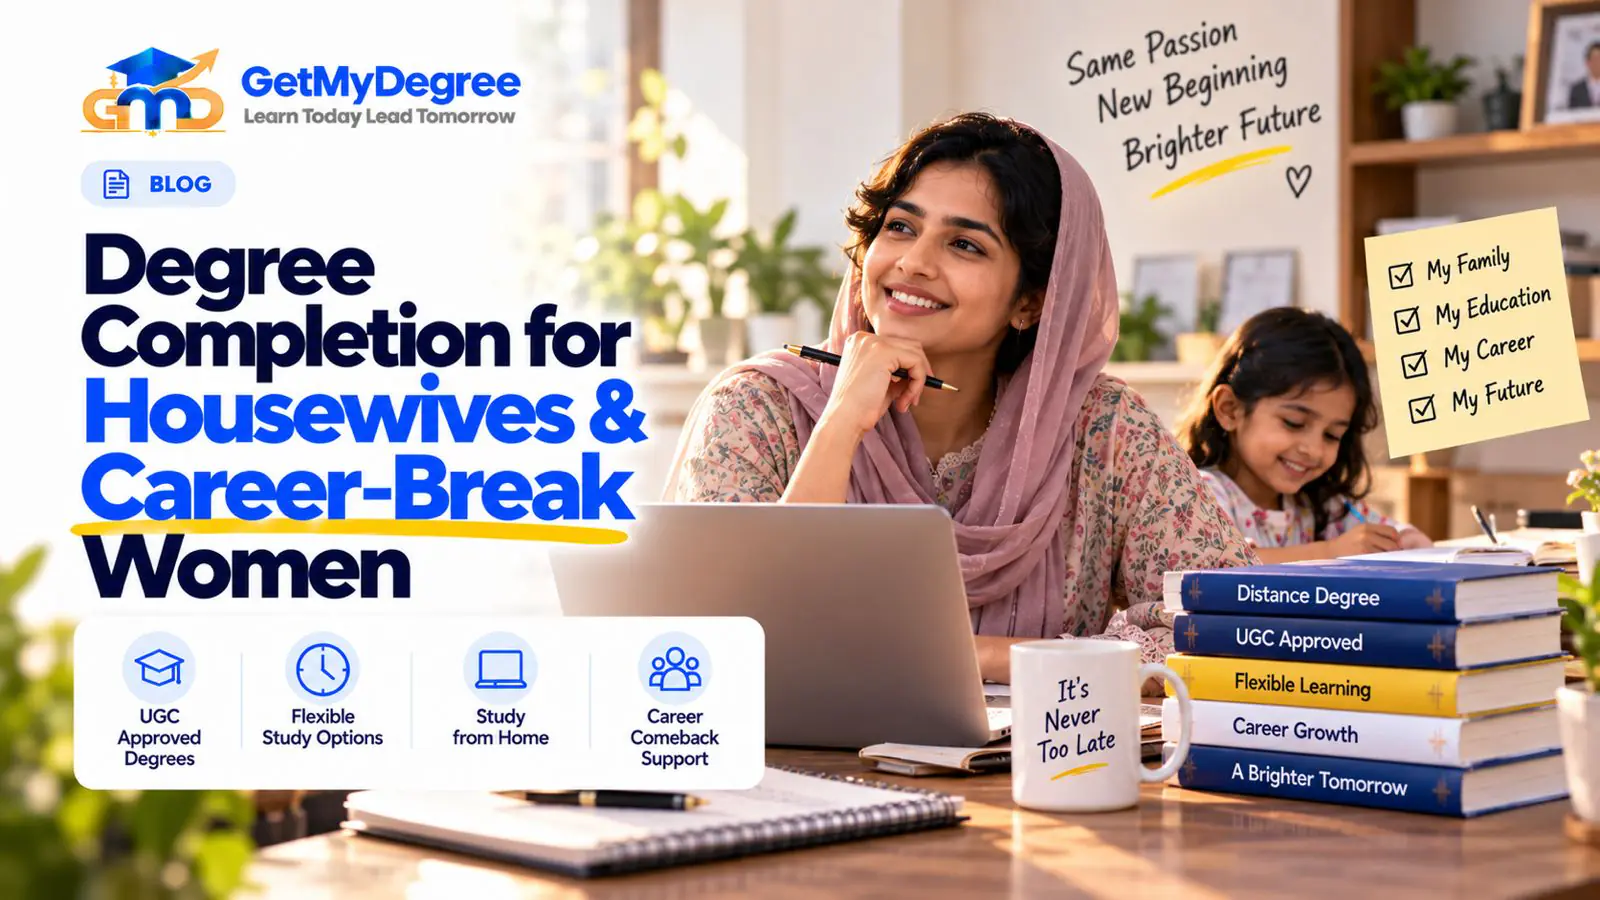 GMD
GetMyDegree
Learn Today Lead Tomorrow
BLOG
Degree
Completion for
Housewives &
Career-Break
Women
UGC
Approved
Degrees
Flexible
Study Options
Study
from Home
Career
Comeback
Support
Same Passion
New Beginning
Brighter Future
My Family
My Education
My Career
My Future
It's
Never
Too Late
Distance Degree
UGC Approved
Flexible Learning
Career Growth
A Brighter Tomorrow